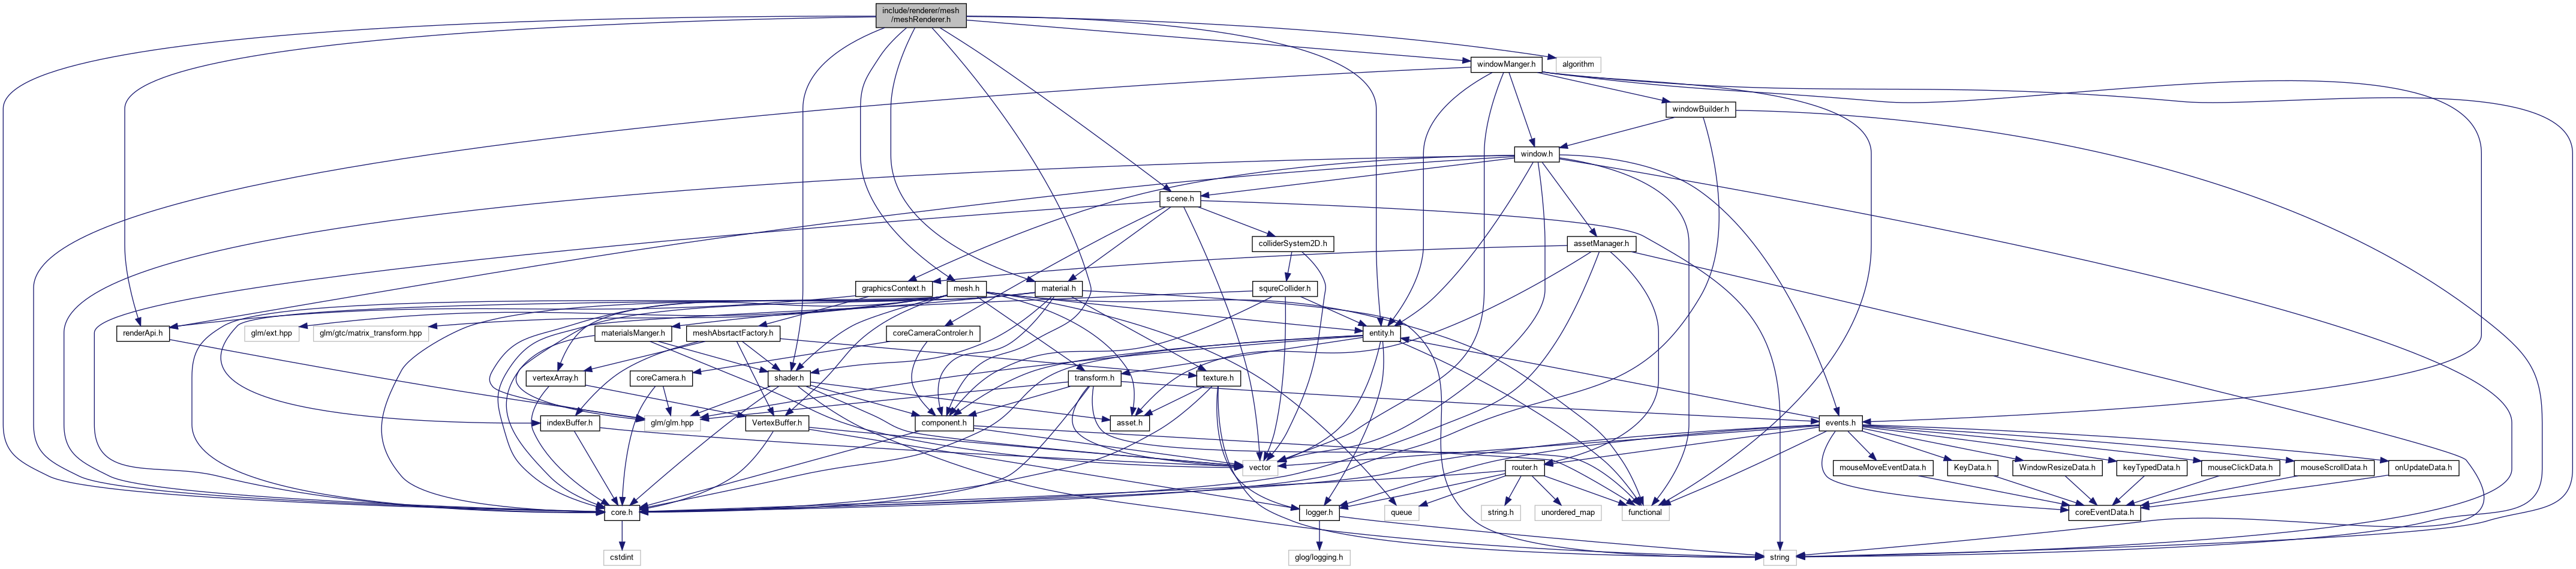 include/renderer/mesh
/meshRenderer.h
windowManger.h
algorithm
windowBuilder.h
window.h
scene.h
colliderSystem2D.h
assetManager.h
graphicsContext.h
mesh.h
material.h
squreCollider.h
renderApi.h
glm/ext.hpp
glm/gtc/matrix_transform.hpp
materialsManger.h
meshAbsrtactFactory.h
coreCameraControler.h
entity.h
vertexArray.h
coreCamera.h
shader.h
transform.h
texture.h
indexBuffer.h
glm/glm.hpp
VertexBuffer.h
component.h
asset.h
events.h
vector
router.h
mouseMoveEventData.h
KeyData.h
WindowResizeData.h
keyTypedData.h
mouseClickData.h
mouseScrollData.h
onUpdateData.h
core.h
logger.h
queue
string.h
unordered_map
functional
coreEventData.h
cstdint
glog/logging.h
string